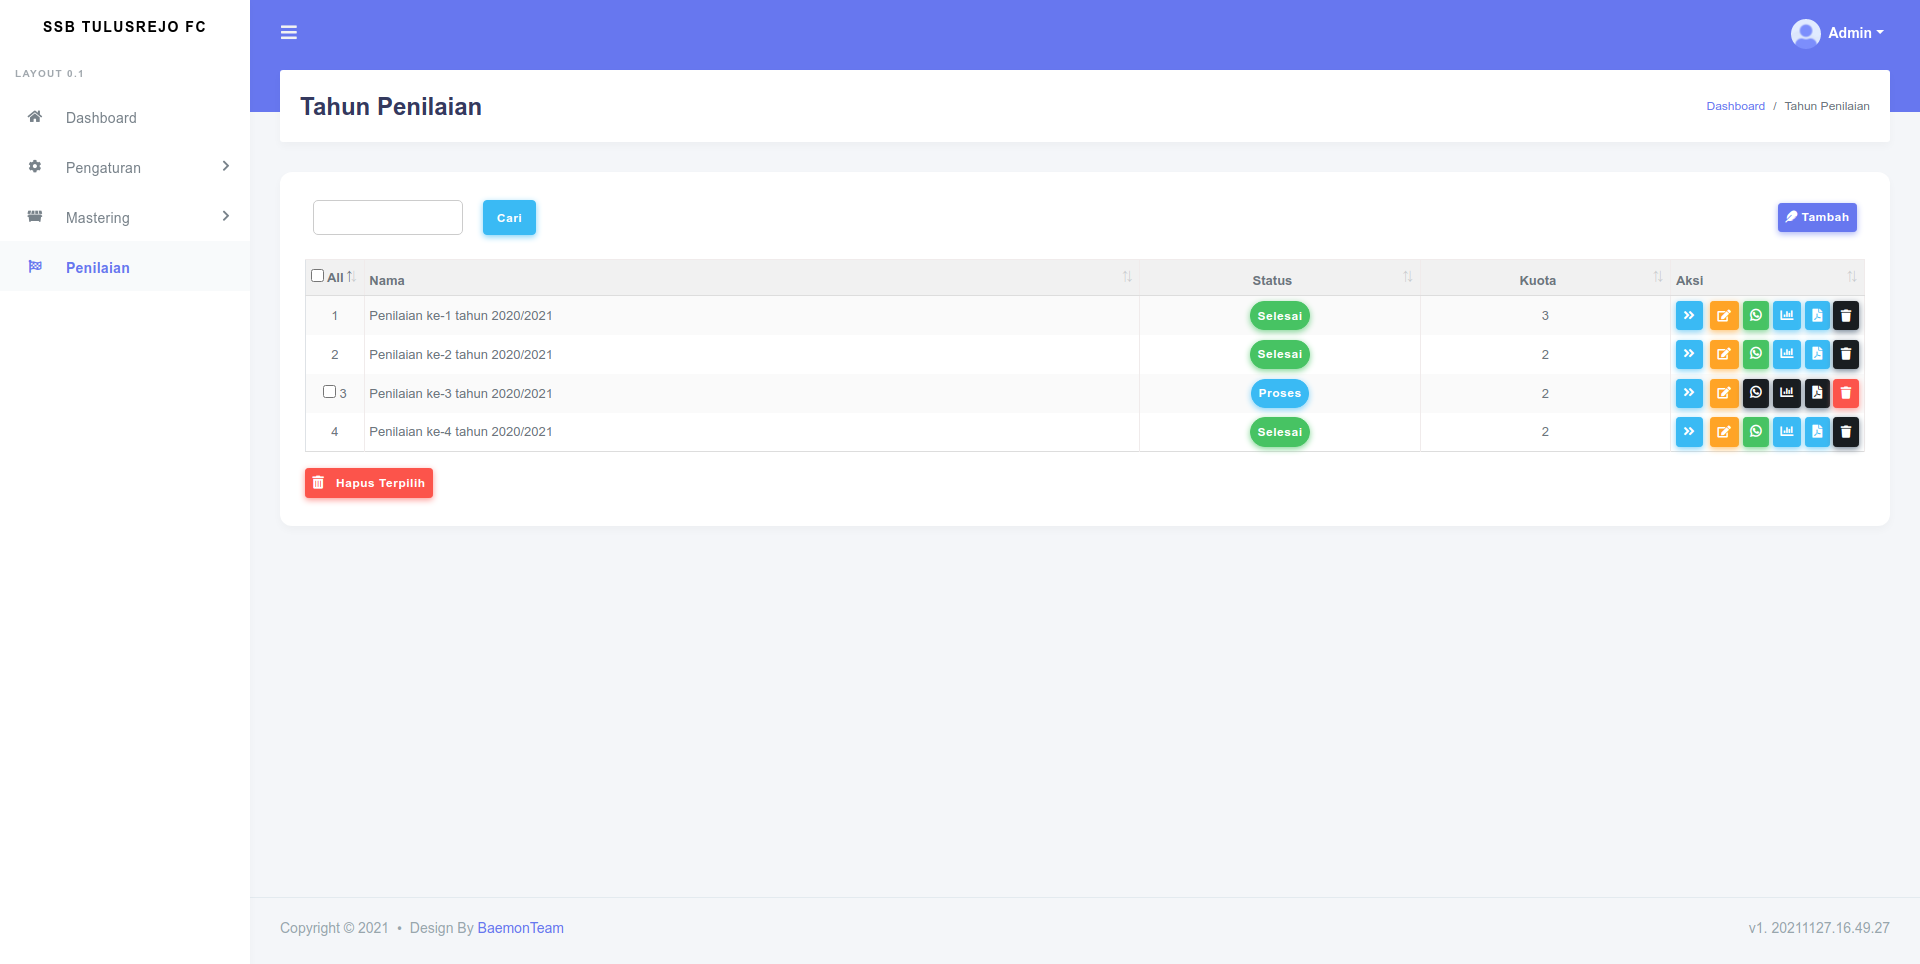 SSB TULUSREJO FC
LAYOUT 0.1
Dashboard
Pengaturan
Mastering
Penilaian
Admin
Tahun Penilaian
Dashboard / Tahun Penilaian
Cari
Tambah
All Nama Status Kuota Aksi
1 Penilaian ke-1 tahun 2020/2021 Selesai 3
2 Penilaian ke-2 tahun 2020/2021 Selesai 2
3 Penilaian ke-3 tahun 2020/2021 Proses 2
4 Penilaian ke-4 tahun 2020/2021 Selesai 2
Hapus Terpilih
Copyright © 2021 • Design By BaemonTeam
v1. 20211127.16.49.27